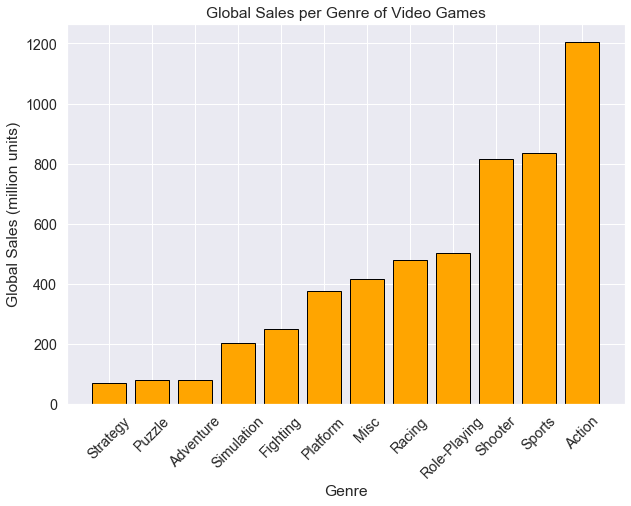 Global Sales per Genre of Video Games
Global Sales (million units)
1200
1000
800
600
400
200
0
Strategy
Puzzle
Adventure
Simulation
Fighting
Platform
Misc
Racing
Role-Playing
Shooter
Sports
Action
Genre